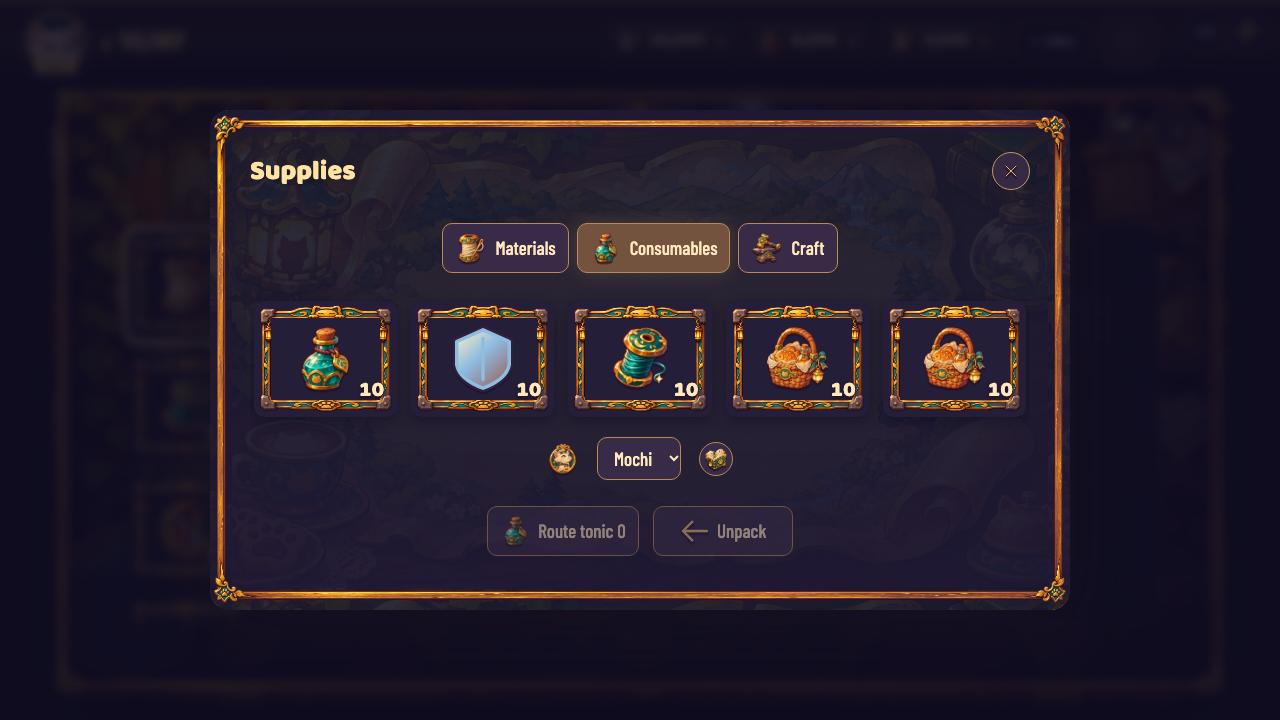 Supplies
Materials
Consumables
Craft
10
10
10
10
10
Mochi
Route tonic 0
Unpack